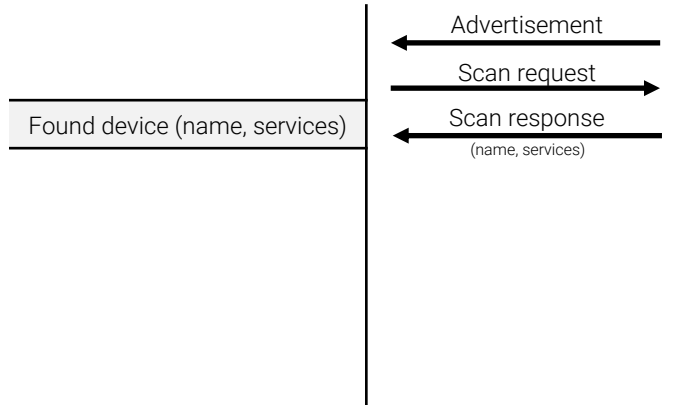 Advertisement
Scan request
Found device (name, services)
Scan response
(name, services)